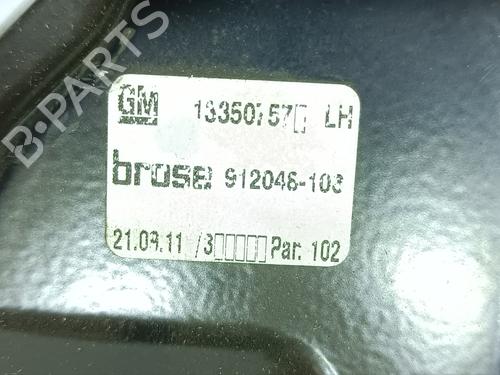 GM 13350757▯ LH
brose 912046-103
21.09.11 /3▯▯▯▯▯ Par. 102
B-PARTS